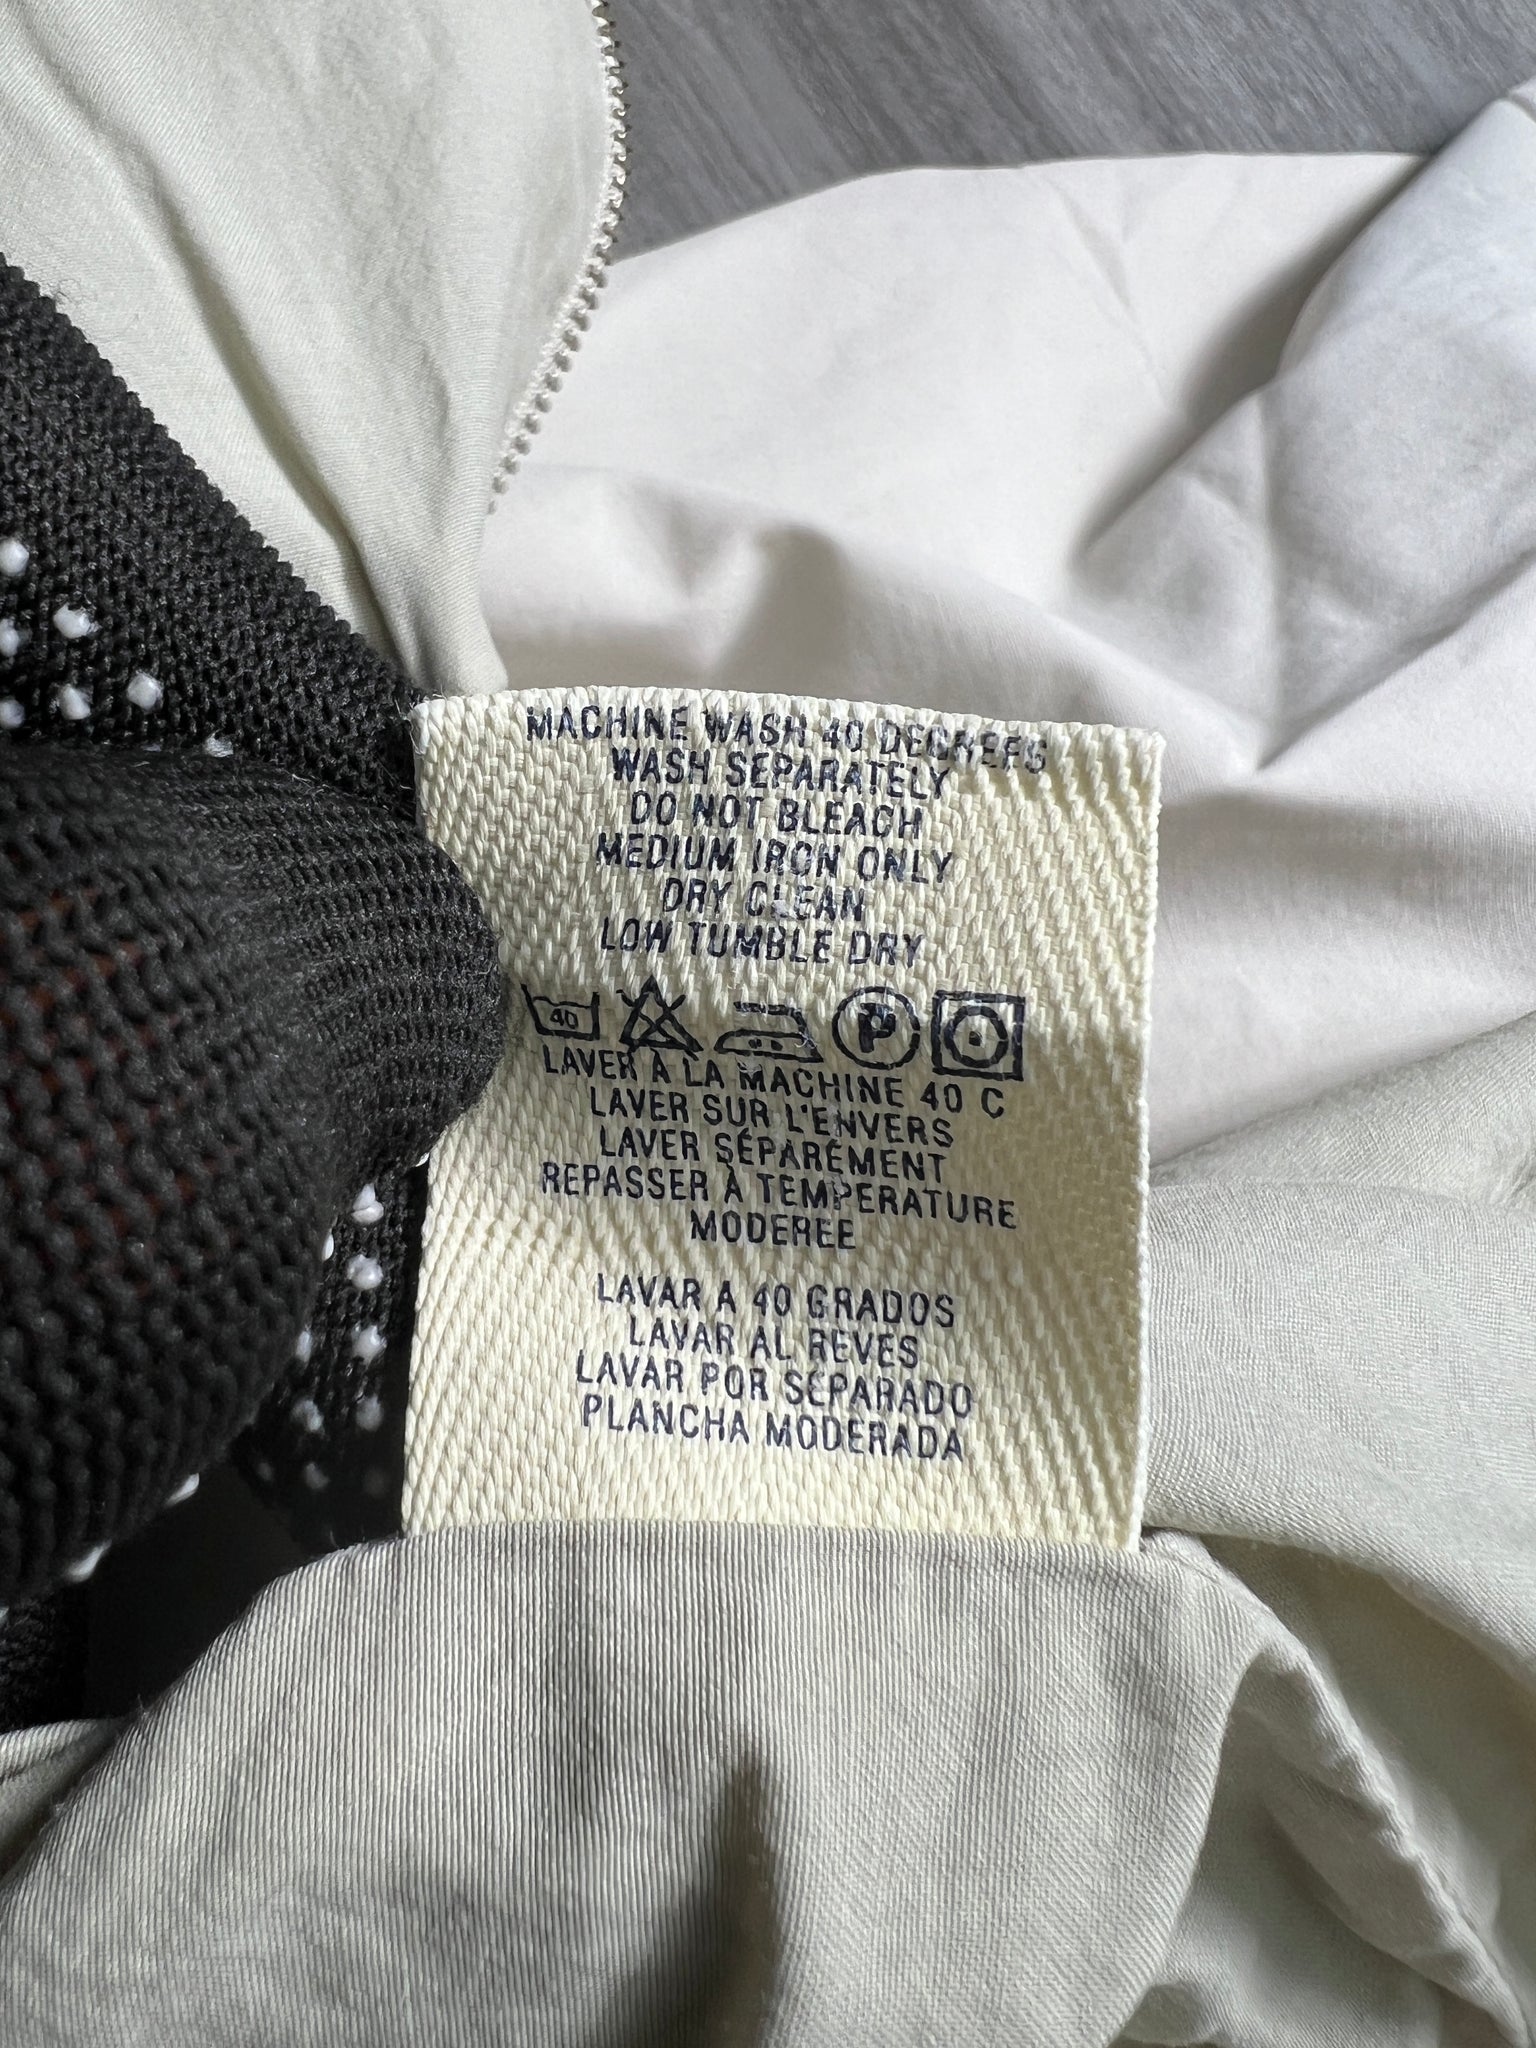 MACHINE WASH 40 DEGREES
WASH SEPARATELY
DO NOT BLEACH
MEDIUM IRON ONLY
DRY CLEAN
LOW TUMBLE DRY
40 P
LAVER À LA MACHINE 40 C
LAVER SUR L'ENVERS
LAVER SÉPARÉMENT
REPASSER À TEMPERATURE
MODEREE
LAVAR A 40 GRADOS
LAVAR AL REVES
LAVAR POR SEPARADO
PLANCHA MODERADA